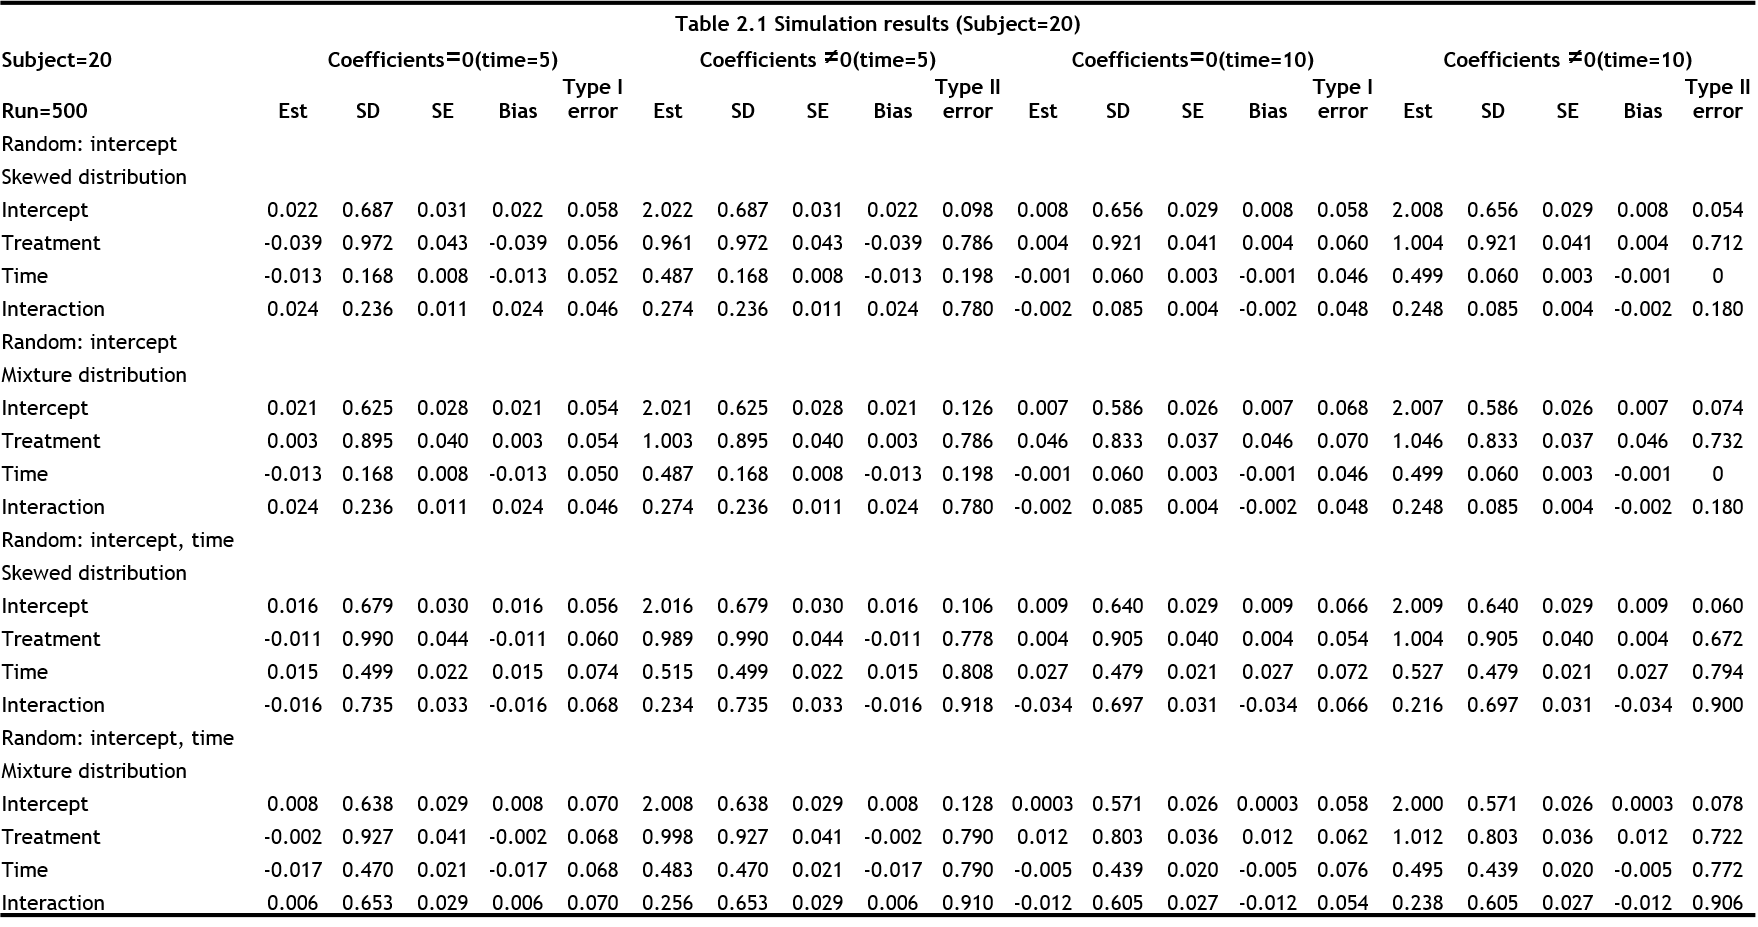 Table 2.1 Simulation results (Subject=20)
Subject=20 Coefficients=0(time=5) Coefficients ≠0(time=5) Coefficients=0(time=10) Coefficients ≠0(time=10)
Type I Type II Type I Type II
Run=500 Est SD SE Bias error Est SD SE Bias error Est SD SE Bias error Est SD SE Bias error
Random: intercept
Skewed distribution
Intercept 0.022 0.687 0.031 0.022 0.058 2.022 0.687 0.031 0.022 0.098 0.008 0.656 0.029 0.008 0.058 2.008 0.656 0.029 0.008 0.054
Treatment -0.039 0.972 0.043 -0.039 0.056 0.961 0.972 0.043 -0.039 0.786 0.004 0.921 0.041 0.004 0.060 1.004 0.921 0.041 0.004 0.712
Time -0.013 0.168 0.008 -0.013 0.052 0.487 0.168 0.008 -0.013 0.198 -0.001 0.060 0.003 -0.001 0.046 0.499 0.060 0.003 -0.001 0
Interaction 0.024 0.236 0.011 0.024 0.046 0.274 0.236 0.011 0.024 0.780 -0.002 0.085 0.004 -0.002 0.048 0.248 0.085 0.004 -0.002 0.180
Random: intercept
Mixture distribution
Intercept 0.021 0.625 0.028 0.021 0.054 2.021 0.625 0.028 0.021 0.126 0.007 0.586 0.026 0.007 0.068 2.007 0.586 0.026 0.007 0.074
Treatment 0.003 0.895 0.040 0.003 0.054 1.003 0.895 0.040 0.003 0.786 0.046 0.833 0.037 0.046 0.070 1.046 0.833 0.037 0.046 0.732
Time -0.013 0.168 0.008 -0.013 0.050 0.487 0.168 0.008 -0.013 0.198 -0.001 0.060 0.003 -0.001 0.046 0.499 0.060 0.003 -0.001 0
Interaction 0.024 0.236 0.011 0.024 0.046 0.274 0.236 0.011 0.024 0.780 -0.002 0.085 0.004 -0.002 0.048 0.248 0.085 0.004 -0.002 0.180
Random: intercept, time
Skewed distribution
Intercept 0.016 0.679 0.030 0.016 0.056 2.016 0.679 0.030 0.016 0.106 0.009 0.640 0.029 0.009 0.066 2.009 0.640 0.029 0.009 0.060
Treatment -0.011 0.990 0.044 -0.011 0.060 0.989 0.990 0.044 -0.011 0.778 0.004 0.905 0.040 0.004 0.054 1.004 0.905 0.040 0.004 0.672
Time 0.015 0.499 0.022 0.015 0.074 0.515 0.499 0.022 0.015 0.808 0.027 0.479 0.021 0.027 0.072 0.527 0.479 0.021 0.027 0.794
Interaction -0.016 0.735 0.033 -0.016 0.068 0.234 0.735 0.033 -0.016 0.918 -0.034 0.697 0.031 -0.034 0.066 0.216 0.697 0.031 -0.034 0.900
Random: intercept, time
Mixture distribution
Intercept 0.008 0.638 0.029 0.008 0.070 2.008 0.638 0.029 0.008 0.128 0.0003 0.571 0.026 0.0003 0.058 2.000 0.571 0.026 0.0003 0.078
Treatment -0.002 0.927 0.041 -0.002 0.068 0.998 0.927 0.041 -0.002 0.790 0.012 0.803 0.036 0.012 0.062 1.012 0.803 0.036 0.012 0.722
Time -0.017 0.470 0.021 -0.017 0.068 0.483 0.470 0.021 -0.017 0.790 -0.005 0.439 0.020 -0.005 0.076 0.495 0.439 0.020 -0.005 0.772
Interaction 0.006 0.653 0.029 0.006 0.070 0.256 0.653 0.029 0.006 0.910 -0.012 0.605 0.027 -0.012 0.054 0.238 0.605 0.027 -0.012 0.906